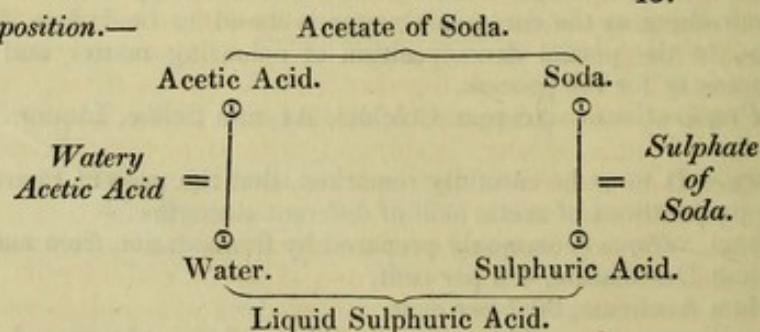 position.— Acetate of Soda.
Acetic Acid. Soda.
Watery
Acetic Acid =
= Sulphate
of
Soda.
Water. Sulphuric Acid.
Liquid Sulphuric Acid.